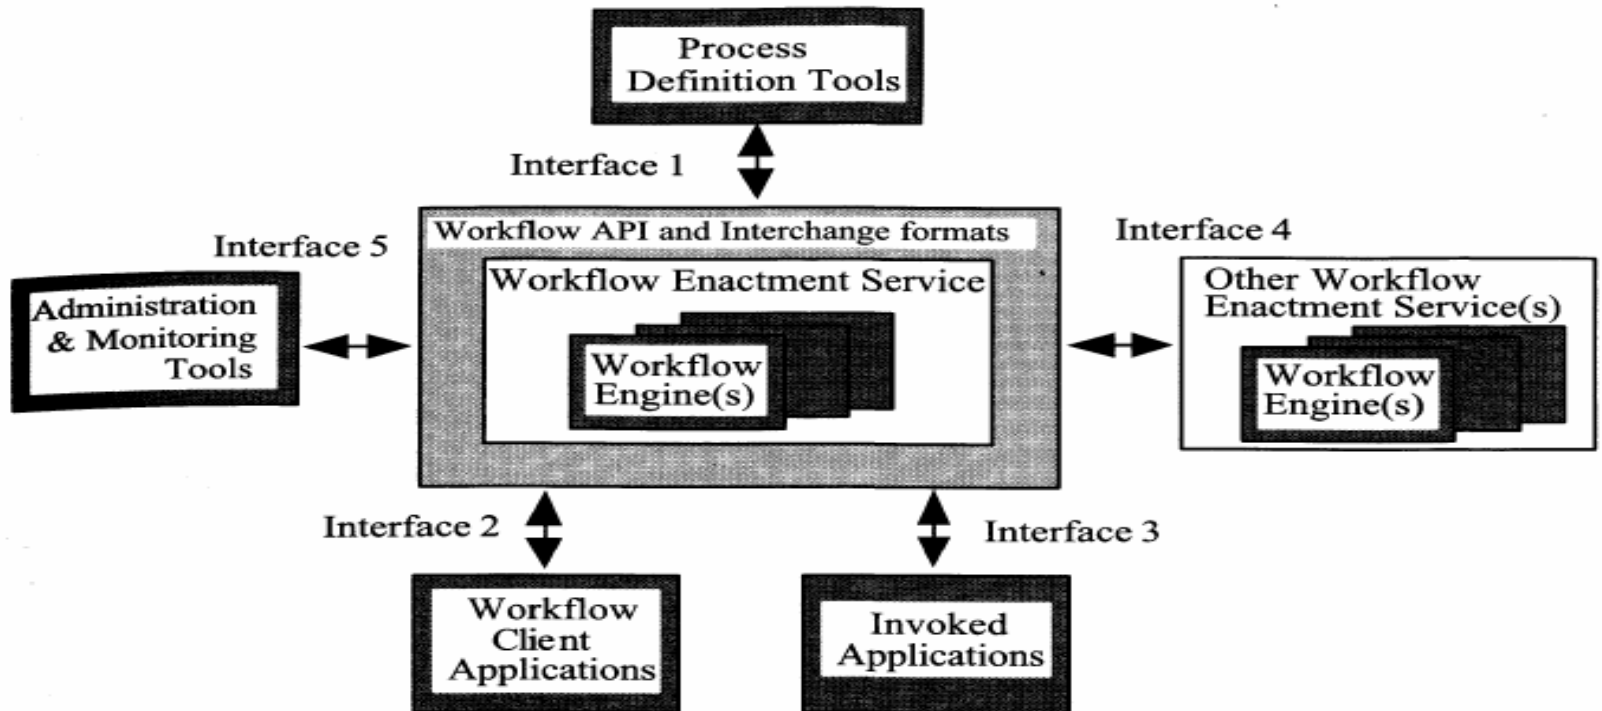 Process
Definition Tools
Interface 1
Workflow API and Interchange formats
Interface 5
Interface 4
Workflow Enactment Service
Workflow
Engine(s)
Administration
& Monitoring
Tools
Other Workflow
Enactment Service(s)
Workflow
Engine(s)
Interface 2
Interface 3
Workflow
Client
Applications
Invoked
Applications